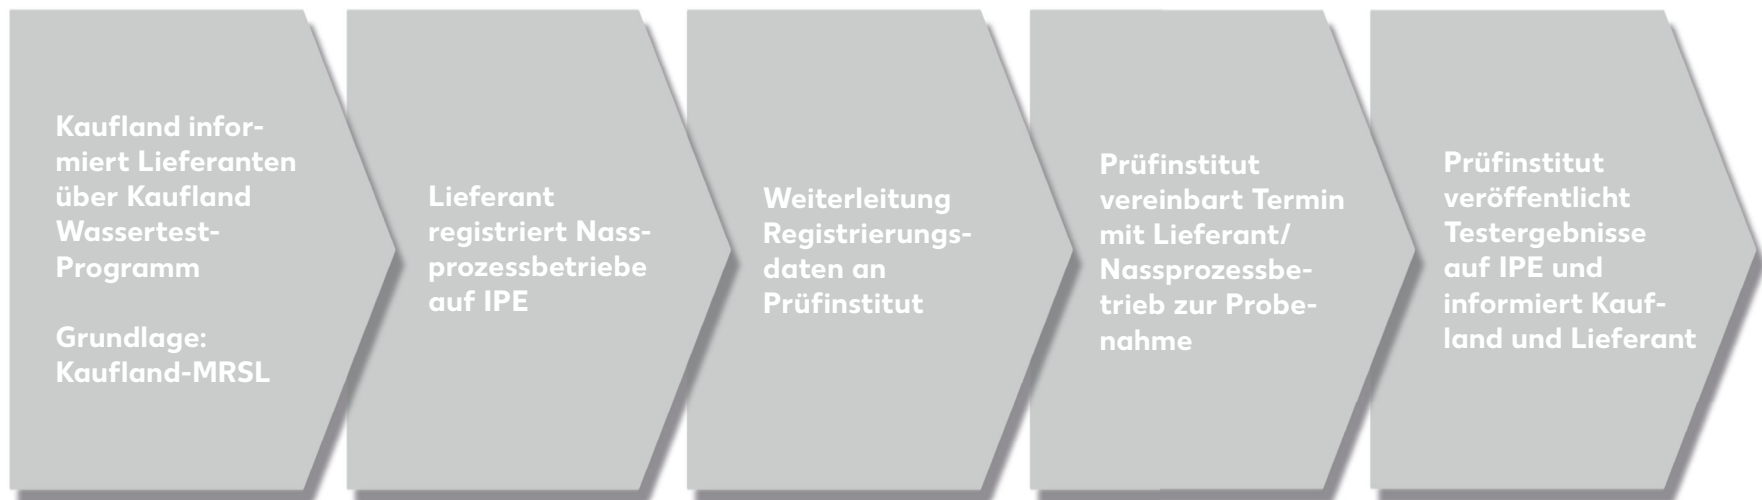 Kaufland infor-
miert Lieferanten
über Kaufland
Wassertest-
Programm
Grundlage:
Kaufland-MRSL
Lieferant
registriert Nass-
prozessbetriebe
auf IPE
Weiterleitung
Registrierungs-
daten an
Prüfinstitut
Prüfinstitut
vereinbart Termin
mit Lieferant/
Nassprozessbe-
trieb zur Probe-
nahme
Prüfinstitut
veröffentlicht
Testergebnisse
auf IPE und
informiert Kauf-
land und Lieferant